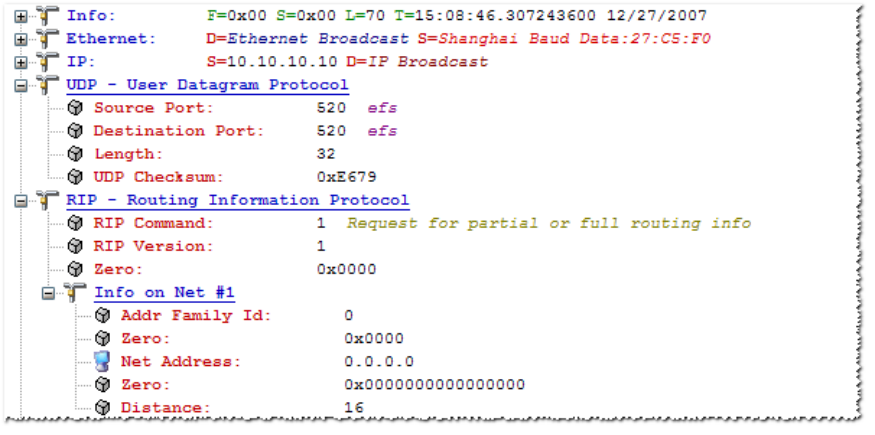 Info: F=0x00 S=0x00 L=70 T=15:08:46.307243600 12/27/2007
Ethernet: D=Ethernet Broadcast S=Shanghai Baud Data:27:C5:F0
IP: S=10.10.10.10 D=IP Broadcast
UDP - User Datagram Protocol
Source Port: 520 efs
Destination Port: 520 efs
Length: 32
UDP Checksum: 0xE679
RIP - Routing Information Protocol
RIP Command: 1 Request for partial or full routing info
RIP Version: 1
Zero: 0x0000
Info on Net #1
Addr Family Id: 0
Zero: 0x0000
Net Address: 0.0.0.0
Zero: 0x0000000000000000
Distance: 16